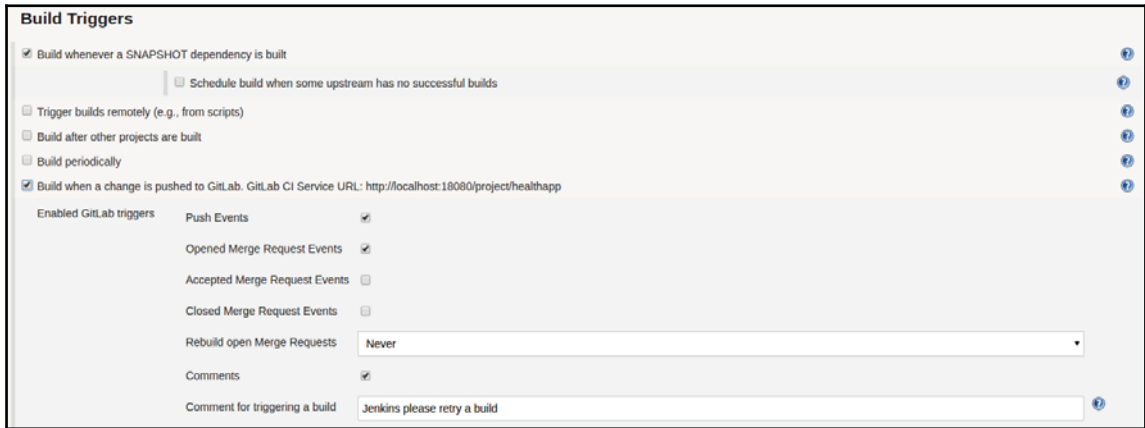 Build Triggers
Build whenever a SNAPSHOT dependency is built
Schedule build when some upstream has no successful builds
Trigger builds remotely (e.g., from scripts)
Build after other projects are built
Build periodically
Build when a change is pushed to GitLab. GitLab CI Service URL: http://localhost:18080/project/healthapp
Enabled GitLab triggers Push Events
Opened Merge Request Events
Accepted Merge Request Events
Closed Merge Request Events
Rebuild open Merge Requests Never
Comments
Comment for triggering a build Jenkins please retry a build